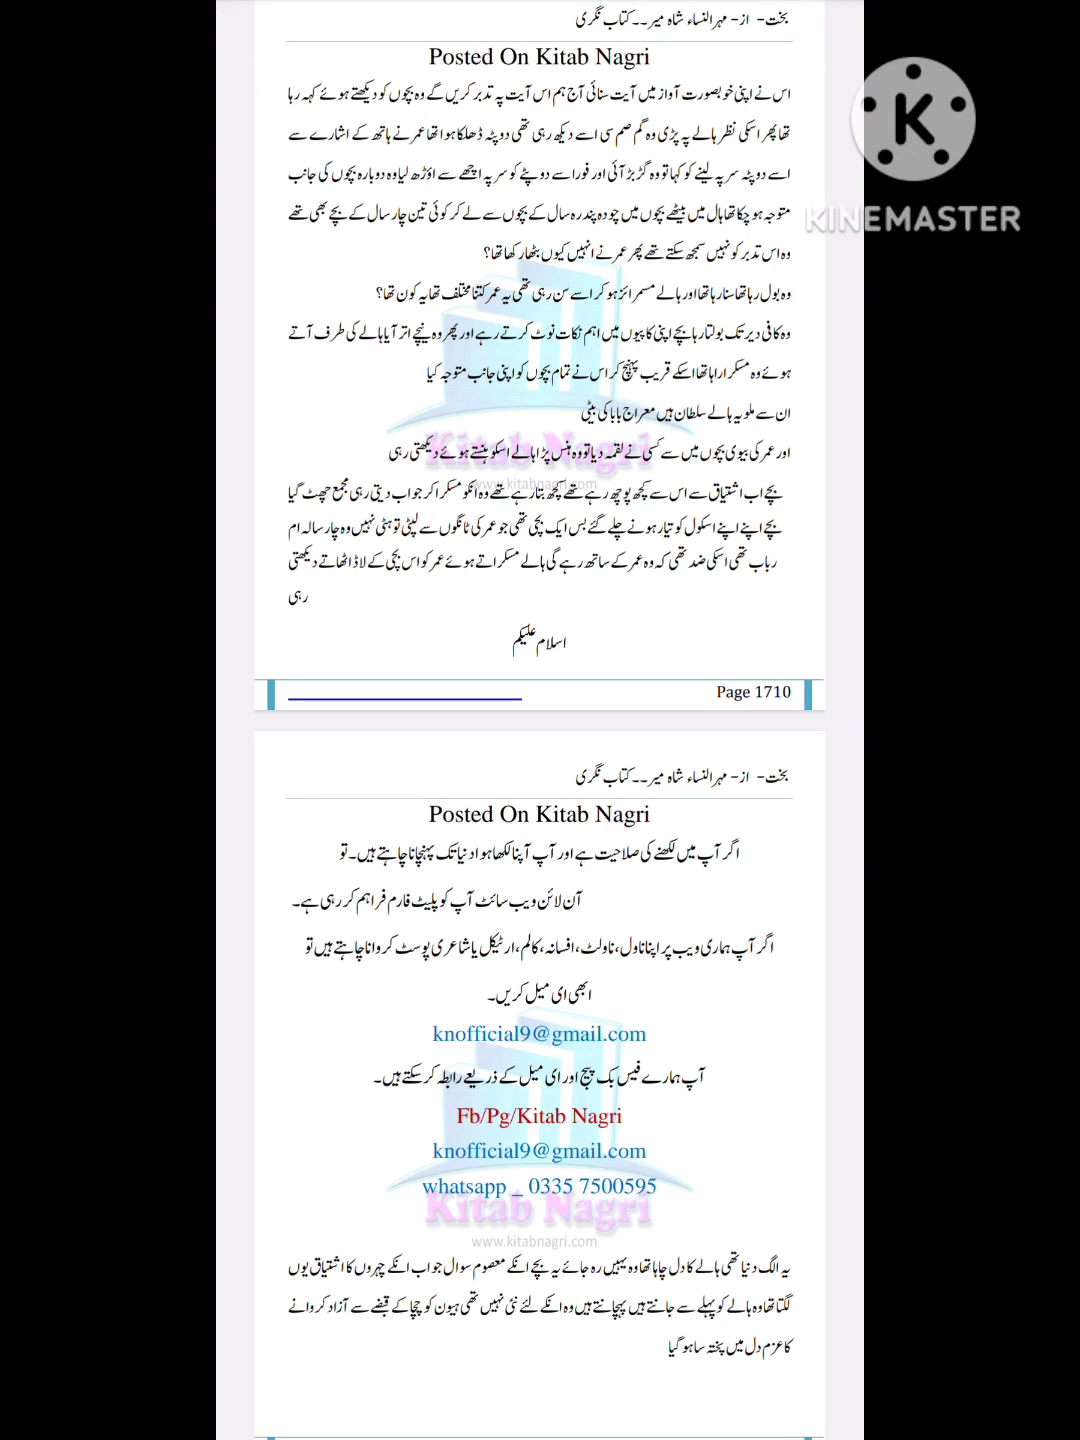 بخت- از- مہرالنساء شاہ میر۔۔کتاب نگری
Posted On Kitab Nagri
اس نے اپنی خوبصورت آواز میں آیت سنائی آج ہم اس آیت پہ تدبر کریں گے وہ بچوں کو دیکھتے ہوئے کہہ رہا
تھا پھر اسکی نظر ہالے پہ پڑی وہ گم صم سی اسے دیکھ رہی تھی دوپٹہ ڈھلکا ہوا تھا عمر نے ہاتھ کے اشارے سے
اسے دوپٹہ سر پہ لینے کو کہا تو وہ گڑبڑ آئی اور فورا سے دوپٹے کو سر پہ اچھے سے اوڑھ لیا وہ دوبارہ بچوں کی جانب
متوجہ ہو چکا تھا ہال میں بیٹھے بچوں میں چودہ پندرہ سال کے بچوں سے لے کر کوئی تین چار سال کے بچے بھی تھے
وہ اس تدبر کو نہیں سمجھ سکتے تھے پھر عمر نے انہیں کیوں بٹھا رکھا تھا؟
وہ بول رہا تھا سنا رہا تھا اور ہالے مسمرائز ہو کر اسے سن رہی تھی یہ عمر کتنا مختلف تھا یہ کون تھا؟
وہ کافی دیر تک بولتا رہا بچے اپنی کاپیوں میں اہم نکات نوٹ کرتے رہے اور پھر وہ نیچے اتر آیا ہالے کی طرف آتے
ہوئے وہ مسکرا رہا تھا اسکے قریب پہنچ کر اس نے تمام بچوں کو اپنی جانب متوجہ کیا
ان سے ملو یہ ہالے سلطان ہیں معراج بابا کی بیٹی
اور عمر کی بیوی بچوں میں سے کسی نے لقمہ دیا تو وہ ہنس پڑا ہالے اسکو ہنستے ہوئے دیکھتی رہی
بچے اب اشتیاق سے اس سے کچھ پوچھ رہے تھے کچھ بتا رہے تھے وہ انکو مسکرا کر جواب دیتی رہی مجمع چھٹ گیا
بچے اپنے اپنے اسکول کو تیار ہونے چلے گئے بس ایک بچی تھی جو عمر کی ٹانگوں سے لپٹی تو ہٹی نہیں وہ چار سالہ ام
رباب تھی اسکی ضد تھی کہ وہ عمر کے ساتھ رہے گی ہالے مسکراتے ہوئے عمر کو اس بچی کے لاڈ اٹھاتے دیکھتی
رہی
اسلام علیکم
Kitab Nagri
www.kitabnagri.com
Page 1710
KINEMASTER
بخت- از- مہرالنساء شاہ میر۔۔کتاب نگری
Posted On Kitab Nagri
اگر آپ میں لکھنے کی صلاحیت ہے اور آپ آپنا لکھا ہوا دنیا تک پہنچانا چاہتے ہیں۔تو
آن لائن ویب سائٹ آپ کو پلیٹ فارم فراہم کر رہی ہے۔
اگر آپ ہماری ویب پر اپنا ناول، ناولٹ، افسانہ، کالم، ارٹیکل یا شاعری پوسٹ کروانا چاہتے ہیں تو
ابھی ای میل کریں۔
knofficial9@gmail.com
آپ ہمارے فیس بک پیج اور ای میل کے ذریعے رابطہ کر سکتے ہیں۔
Fb/Pg/Kitab Nagri
knofficial9@gmail.com
whatsapp _ 0335 7500595
Kitab Nagri
www.kitabnagri.com
یہ الگ دنیا تھی ہالے کا دل چاہا تھا وہ یہیں رہ جائے یہ بچے انکے معصوم سوال جواب انکے چہروں کا اشتیاق یوں
لگتا تھا وہ ہالے کو پہلے سے جانتے ہیں پہچانتے ہیں وہ انکے لئے نئی نہیں تھی ہیون کو چچا کے قبضے سے آزاد کروانے
کا عزم دل میں پختہ سا ہو گیا